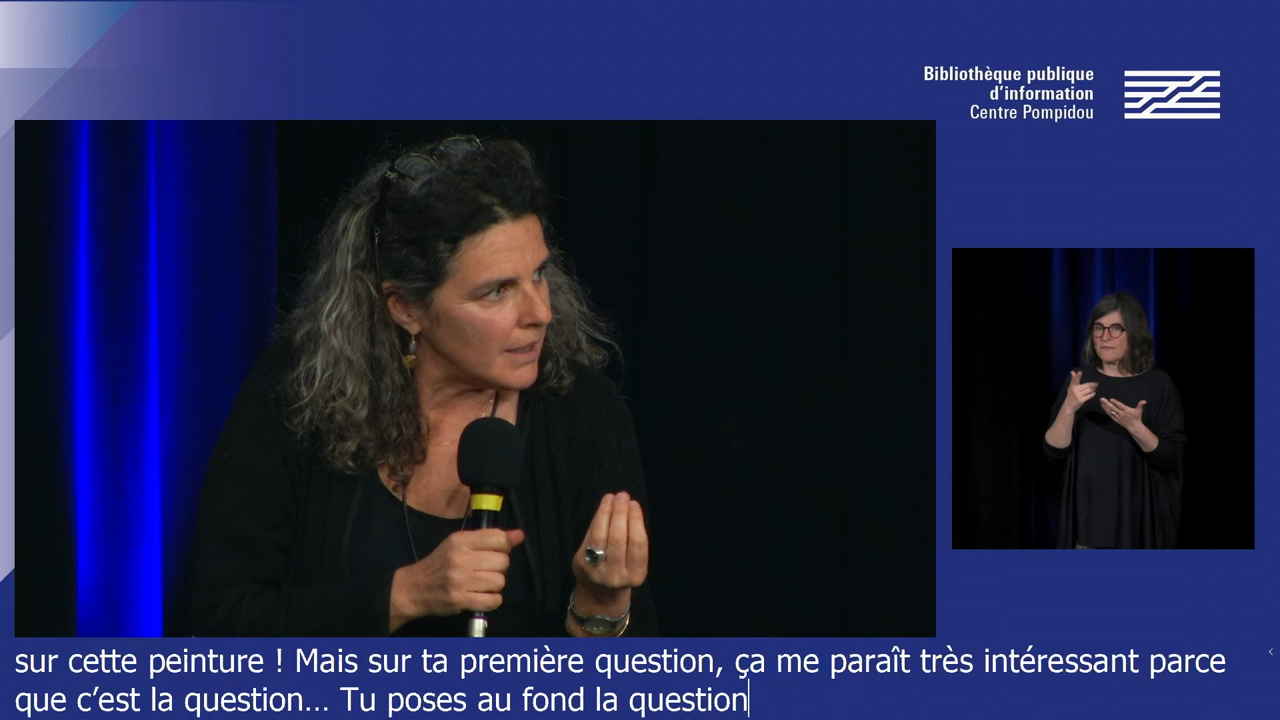 Bibliothèque publique
d’information
Centre Pompidou
sur cette peinture ! Mais sur ta première question, ça me paraît très intéressant parce
que c’est la question… Tu poses au fond la question